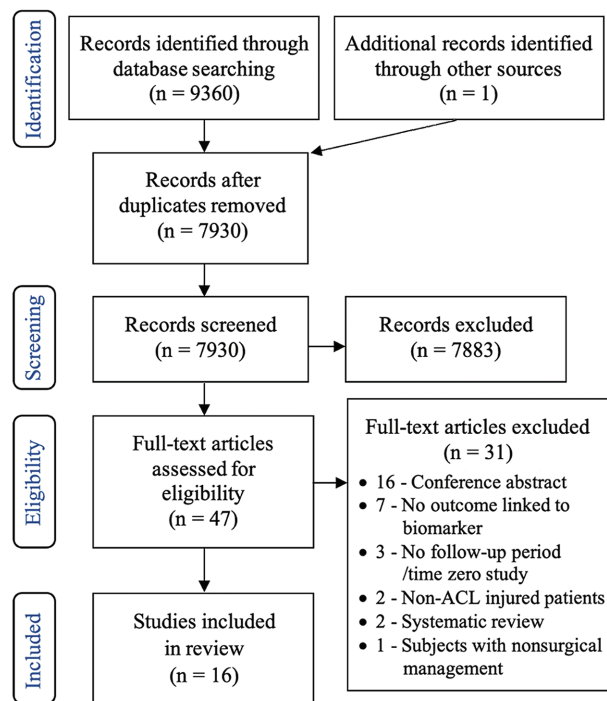 Identification
Records identified through
database searching
(n = 9360)
Additional records identified
through other sources
(n = 1)
Records after
duplicates removed
(n = 7930)
Screening
Records screened
(n = 7930)
Records excluded
(n = 7883)
Eligibility
Full-text articles
assessed for
eligibility
(n = 47)
Full-text articles excluded
(n = 31)
• 16 - Conference abstract
• 7 - No outcome linked to
biomarker
• 3 - No follow-up period
/time zero study
• 2 - Non-ACL injured patients
• 2 - Systematic review
• 1 - Subjects with nonsurgical
management
Included
Studies included
in review
(n = 16)